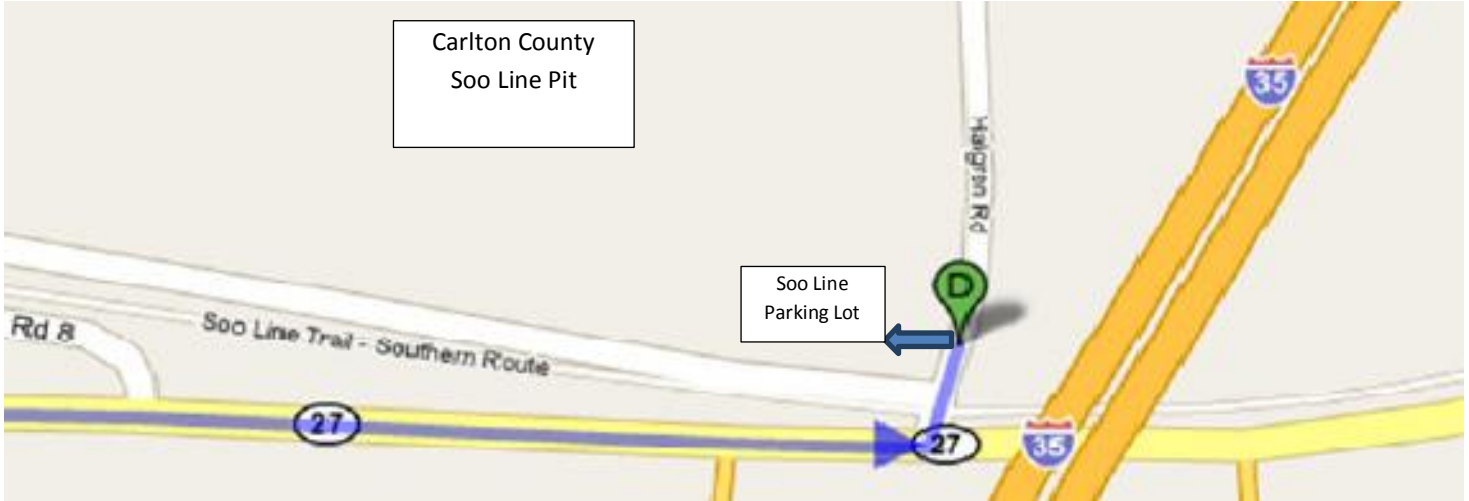 Carlton County
Soo Line Pit
35
Halgren Rd
D
Soo Line
Parking Lot
Rd 8
Soo Line Trail - Southern Route
27
27
35